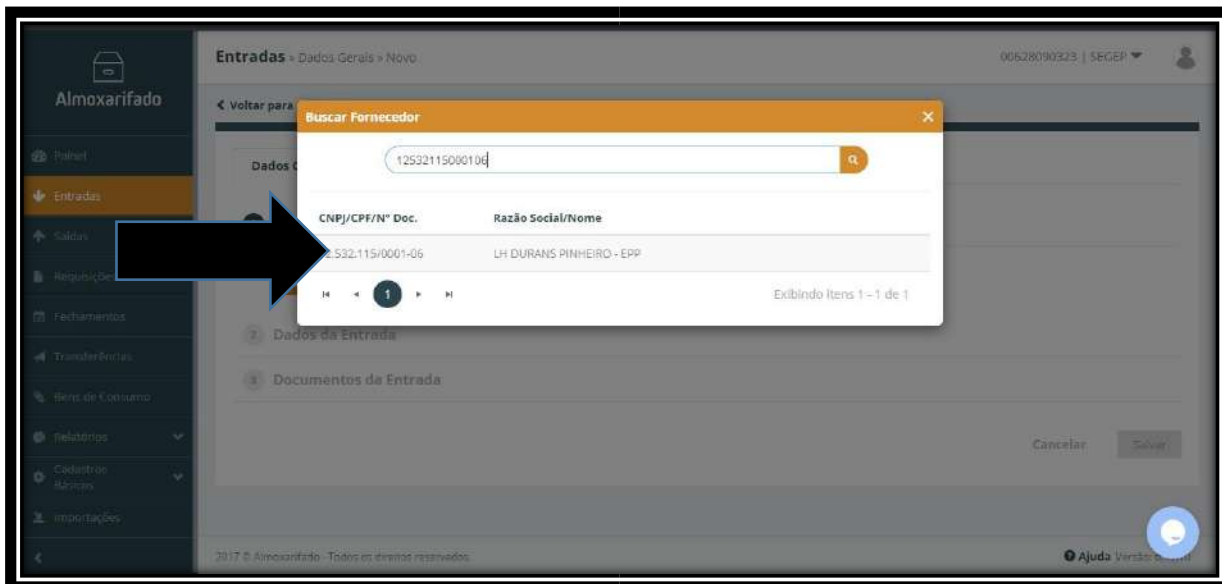 Almoxarifado
Entradas » Dados Gerais » Novo
00628090323 | SEGEP
Voltar para
Buscar Fornecedor
12532115000106
Dados
CNPJ/CPF/Nº Doc.
Razão Social/Nome
2.532.115/0001-06
LH DURANS PINHEIRO - EPP
1
Exibindo itens 1 - 1 de 1
Painel
Entradas
Saídas
Requisições
Fechamentos
Transferências
Bens de Consumo
Relatórios
Cadastros
Básicos
Importações
Dados da Entrada
Documentos da Entrada
Cancelar
Salvar
2017 © Almoxarifado - Todos os direitos reservados.
Ajuda